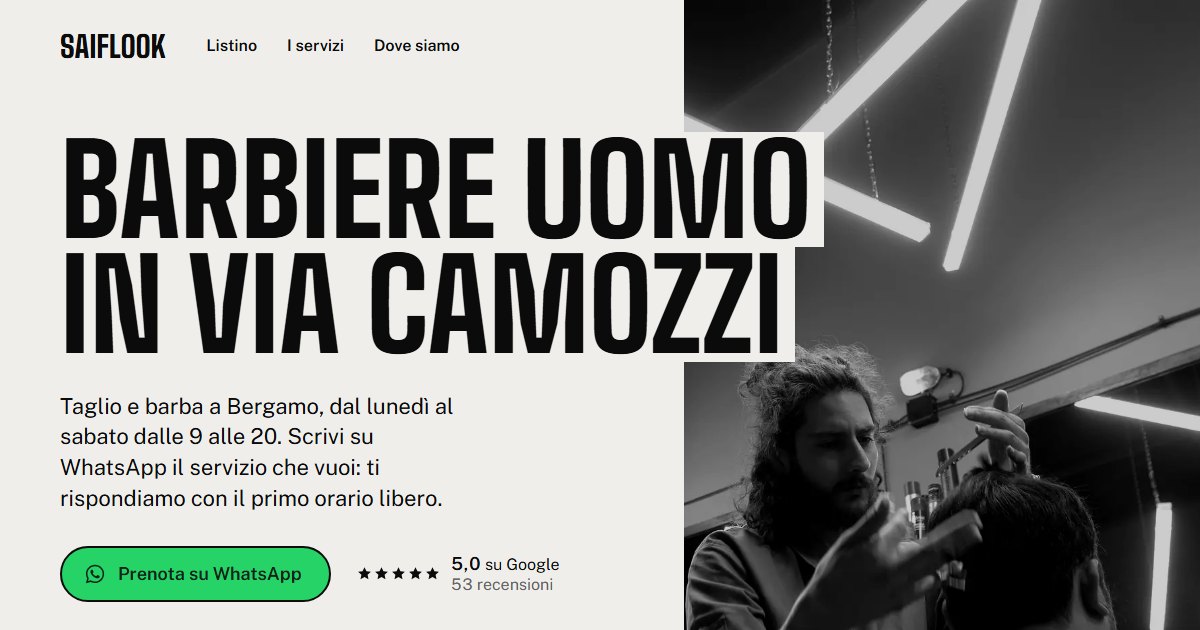 SAIFLOOK
Listino
I servizi
Dove siamo
BARBIERE UOMO
IN VIA CAMOZZI
Taglio e barba a Bergamo, dal lunedì al
sabato dalle 9 alle 20. Scrivi su
WhatsApp il servizio che vuoi: ti
rispondiamo con il primo orario libero.
Prenota su WhatsApp
★★★★★
5,0 su Google
53 recensioni